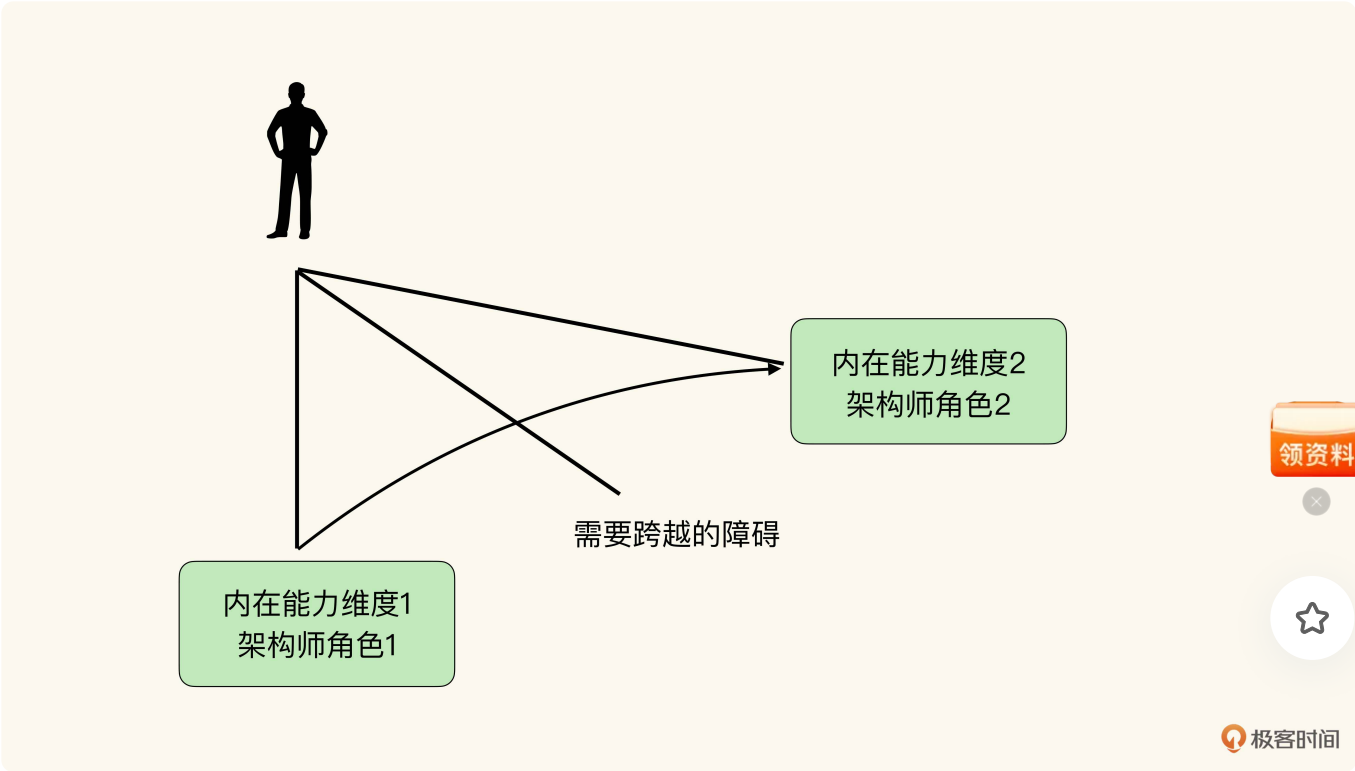 内在能力维度2
架构师角色2
需要跨越的障碍
内在能力维度1
架构师角色1
领资料
极客时间